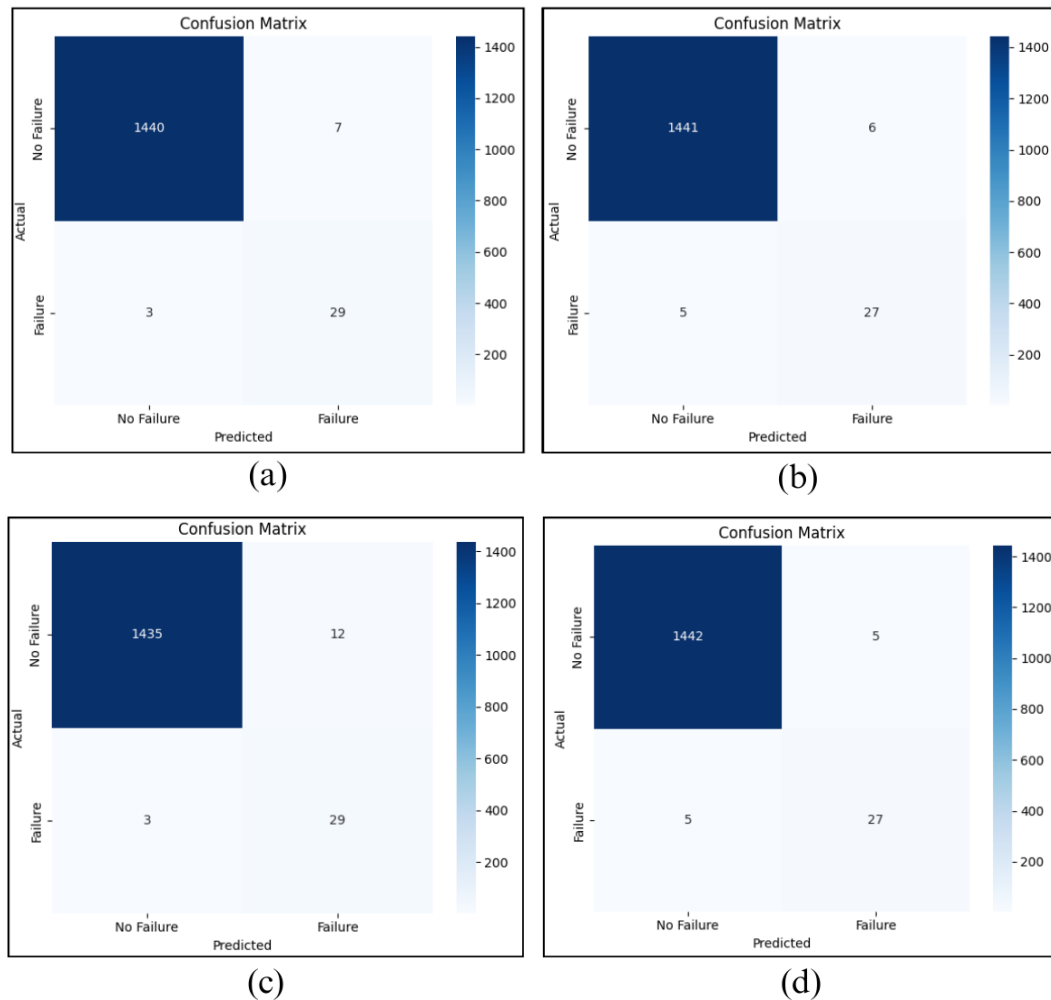 Confusion Matrix
No Failure
Failure
Actual
1440
7
3
29
No Failure
Failure
Predicted
1400
1200
1000
800
600
400
200
(a)
Confusion Matrix
No Failure
Failure
Actual
1441
6
5
27
No Failure
Failure
Predicted
1400
1200
1000
800
600
400
200
(b)
Confusion Matrix
No Failure
Failure
Actual
1435
12
3
29
No Failure
Failure
Predicted
1400
1200
1000
800
600
400
200
(c)
Confusion Matrix
No Failure
Failure
Actual
1442
5
5
27
No Failure
Failure
Predicted
1400
1200
1000
800
600
400
200
(d)